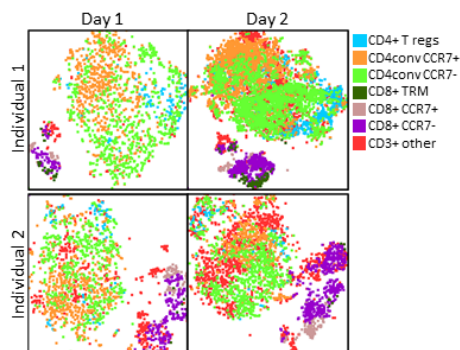 Day 1
Day 2
Individual 1
Individual 2
CD4+ T regs
CD4conv CCR7+
CD4conv CCR7-
CD8+ TRM
CD8+ CCR7+
CD8+ CCR7-
CD3+ other